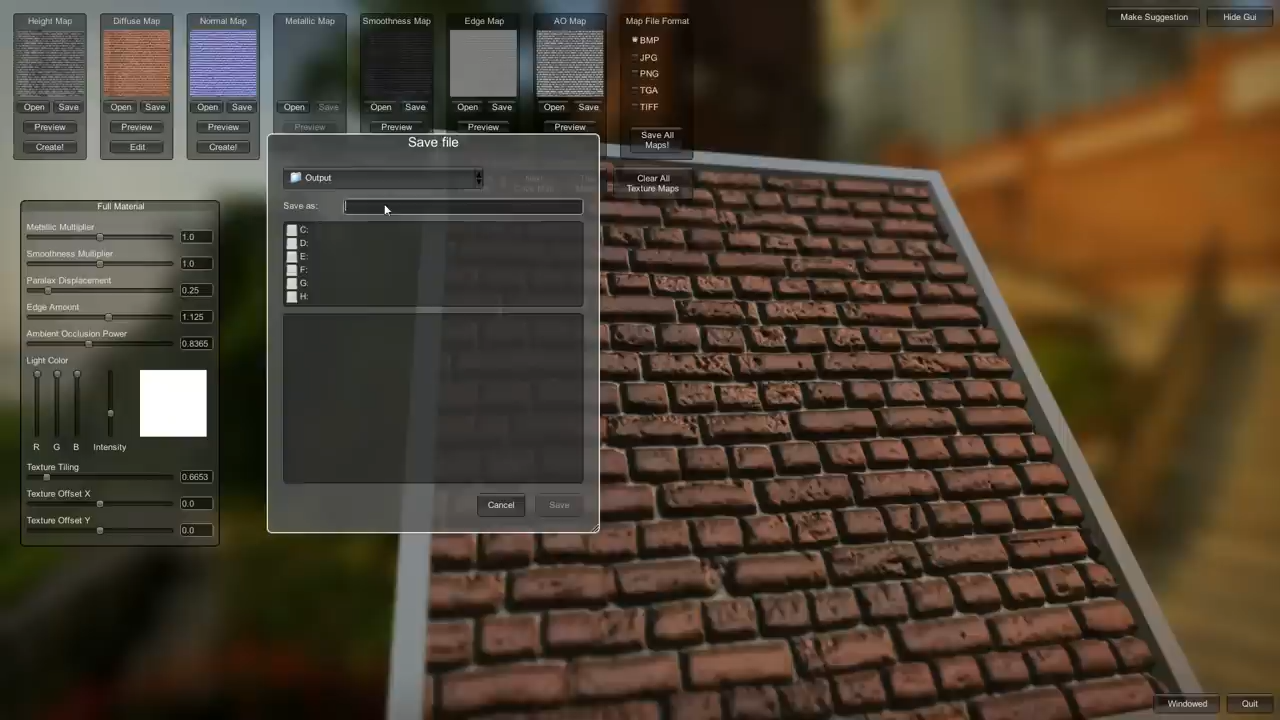 Height Map
Diffuse Map
Normal Map
Metallic Map
Smoothness Map
Edge Map
AO Map
Map File Format
BMP
JPG
PNG
TGA
TIFF
Open Save
Open Save
Open Save
Open Save
Open Save
Open Save
Open Save
Preview
Preview
Preview
Preview
Preview
Preview
Preview
Create!
Edit
Create!
Save All
Maps!
Clear All
Texture Maps
Make Suggestion
Hide Gui
Save file
Output
Save as:
C:
D:
E:
F:
G:
H:
Cancel
Save
Full Material
Metallic Multiplier
1.0
Smoothness Multiplier
1.0
Paralax Displacement
0.25
Edge Amount
1.125
Ambient Occlusion Power
0.8365
Light Color
R G B Intensity
Texture Tiling
0.6653
Texture Offset X
0.0
Texture Offset Y
0.0
Windowed
Quit